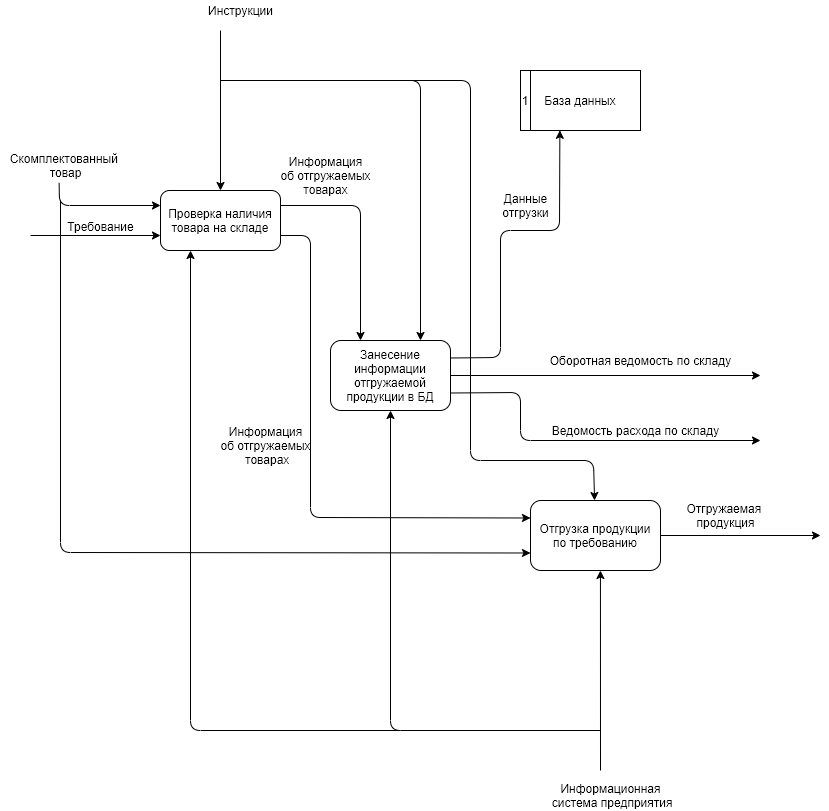 Инструкции
1
База данных
Скомплектованный
товар
Информация
об отгружаемых
товарах
Требование
Проверка наличия
товара на складе
Данные
отгрузки
Занесение
информации
отгружаемой
продукции в БД
Оборотная ведомость по складу
Информация
об отгружаемых
товарах
Ведомость расхода по складу
Отгрузка продукции
по требованию
Отгружаемая
продукция
Информационная
система предприятия